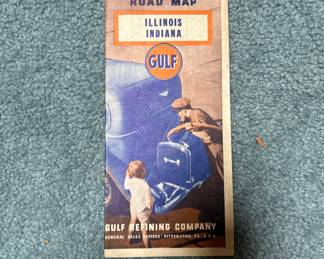 ROAD MAP
ILLINOIS
INDIANA
GULF
GULF REFINING COMPANY
GENERAL SALES OFFICES, PITTSBURGH, PA., U.S.A.